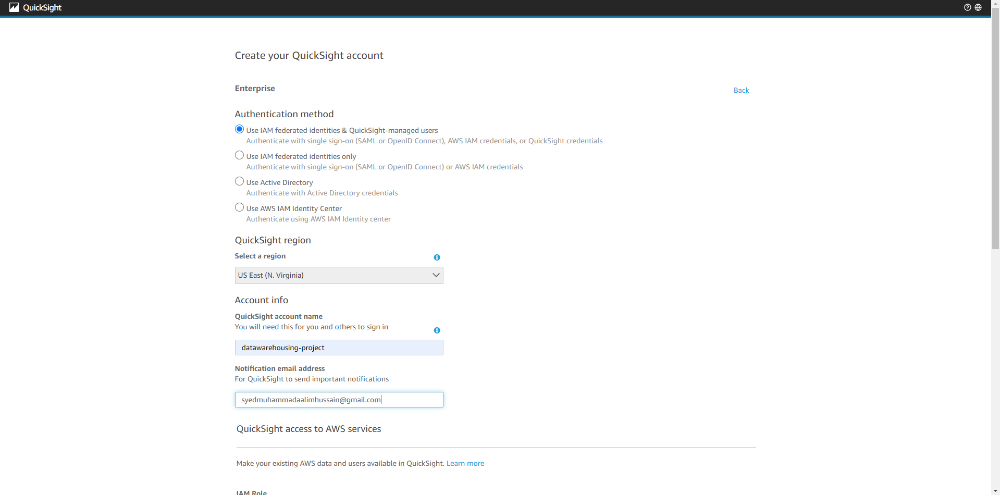 QuickSight
Create your QuickSight account
Enterprise
Back
Authentication method
Use IAM federated identities & QuickSight-managed users
Authenticate with single sign-on (SAML or OpenID Connect), AWS IAM credentials, or QuickSight credentials
Use IAM federated identities only
Authenticate with single sign-on (SAML or OpenID Connect) or AWS IAM credentials
Use Active Directory
Authenticate with Active Directory credentials
Use AWS IAM Identity Center
Authenticate using AWS IAM Identity center
QuickSight region
Select a region
US East (N. Virginia)
Account info
QuickSight account name
You will need this for you and others to sign in
datawarehousing-project
Notification email address
For QuickSight to send important notifications
syedmuhammadaalimhussain@gmail.com
QuickSight access to AWS services
Make your existing AWS data and users available in QuickSight. Learn more
IAM Role